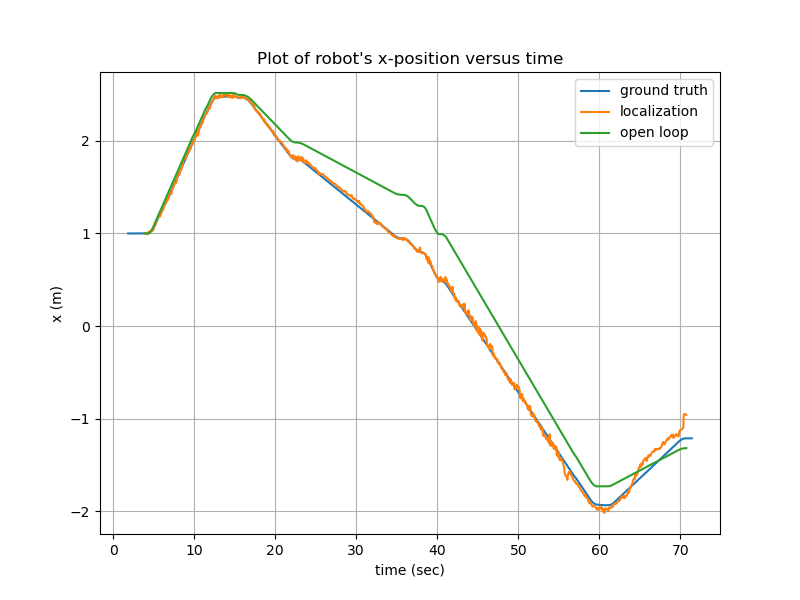 Plot of robot's x-position versus time
ground truth
localization
open loop
x (m)
2
1
0
−1
−2
0 10 20 30 40 50 60 70
time (sec)